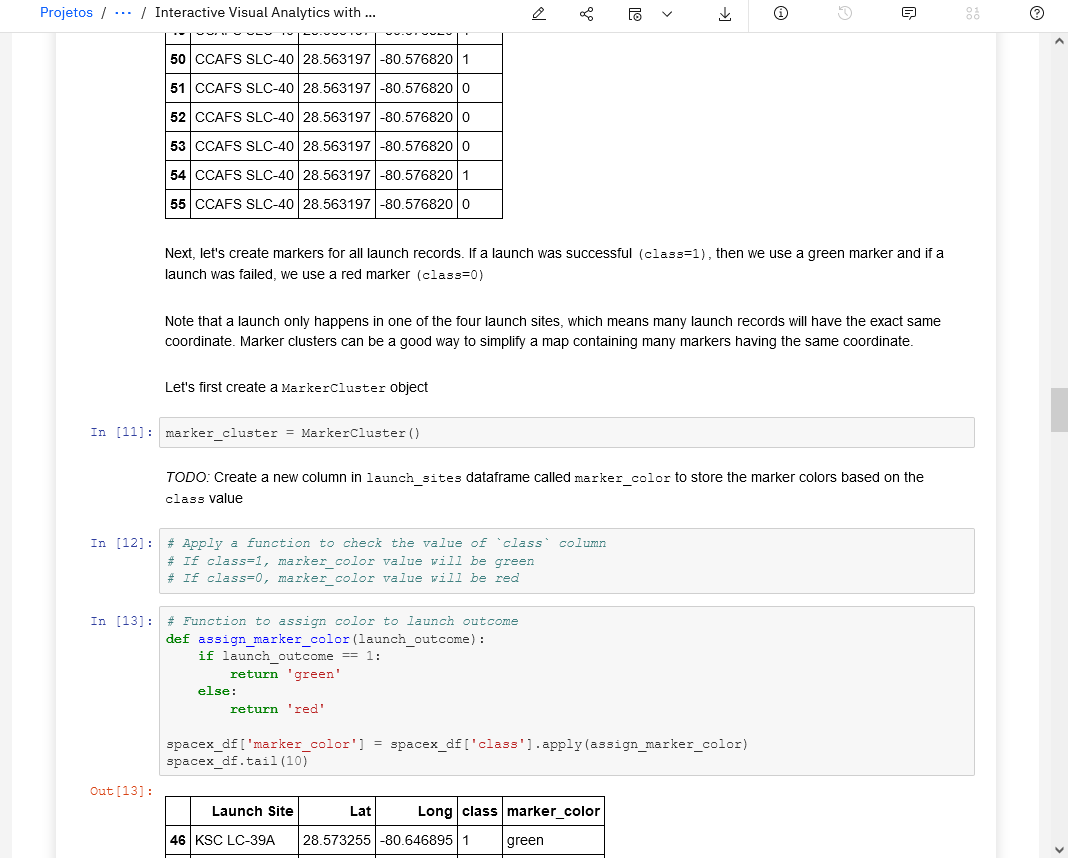 Projetos / ... / Interactive Visual Analytics with ...
50 CCAFS SLC-40 28.563197 -80.576820 1
51 CCAFS SLC-40 28.563197 -80.576820 0
52 CCAFS SLC-40 28.563197 -80.576820 0
53 CCAFS SLC-40 28.563197 -80.576820 0
54 CCAFS SLC-40 28.563197 -80.576820 1
55 CCAFS SLC-40 28.563197 -80.576820 0
Next, let's create markers for all launch records. If a launch was successful (class=1), then we use a green marker and if a
launch was failed, we use a red marker (class=0)
Note that a launch only happens in one of the four launch sites, which means many launch records will have the exact same
coordinate. Marker clusters can be a good way to simplify a map containing many markers having the same coordinate.
Let's first create a MarkerCluster object
In [11]: marker_cluster = MarkerCluster()
TODO: Create a new column in launch_sites dataframe called marker_color to store the marker colors based on the
class value
In [12]: # Apply a function to check the value of `class` column
# If class=1, marker_color value will be green
# If class=0, marker_color value will be red
In [13]: # Function to assign color to launch outcome
def assign_marker_color(launch_outcome):
    if launch_outcome == 1:
        return 'green'
    else:
        return 'red'
spacex_df['marker_color'] = spacex_df['class'].apply(assign_marker_color)
spacex_df.tail(10)
Out[13]:
Launch Site Lat Long class marker_color
46 KSC LC-39A 28.573255 -80.646895 1 green